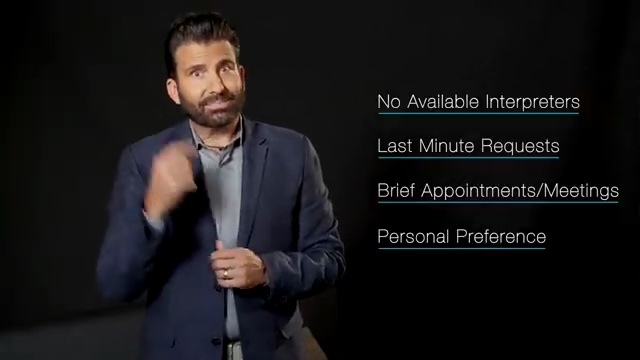 No Available Interpreters
Last Minute Requests
Brief Appointments/Meetings
Personal Preference